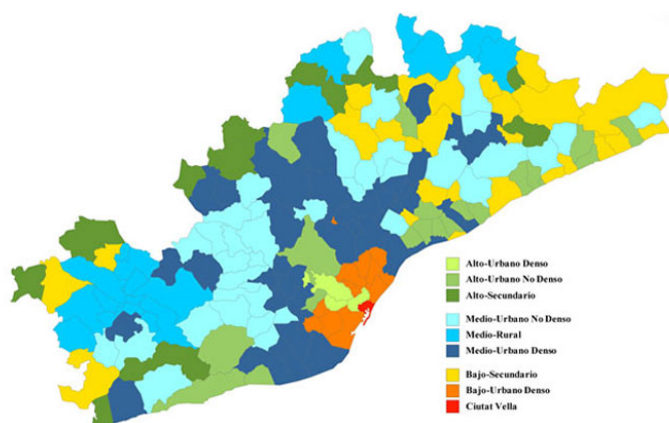 Alto-Urbano Denso
Alto-Urbano No Denso
Alto-Secundario
Medio-Urbano No Denso
Medio-Rural
Medio-Urbano Denso
Bajo-Secundario
Bajo-Urbano Denso
Ciutat Vella